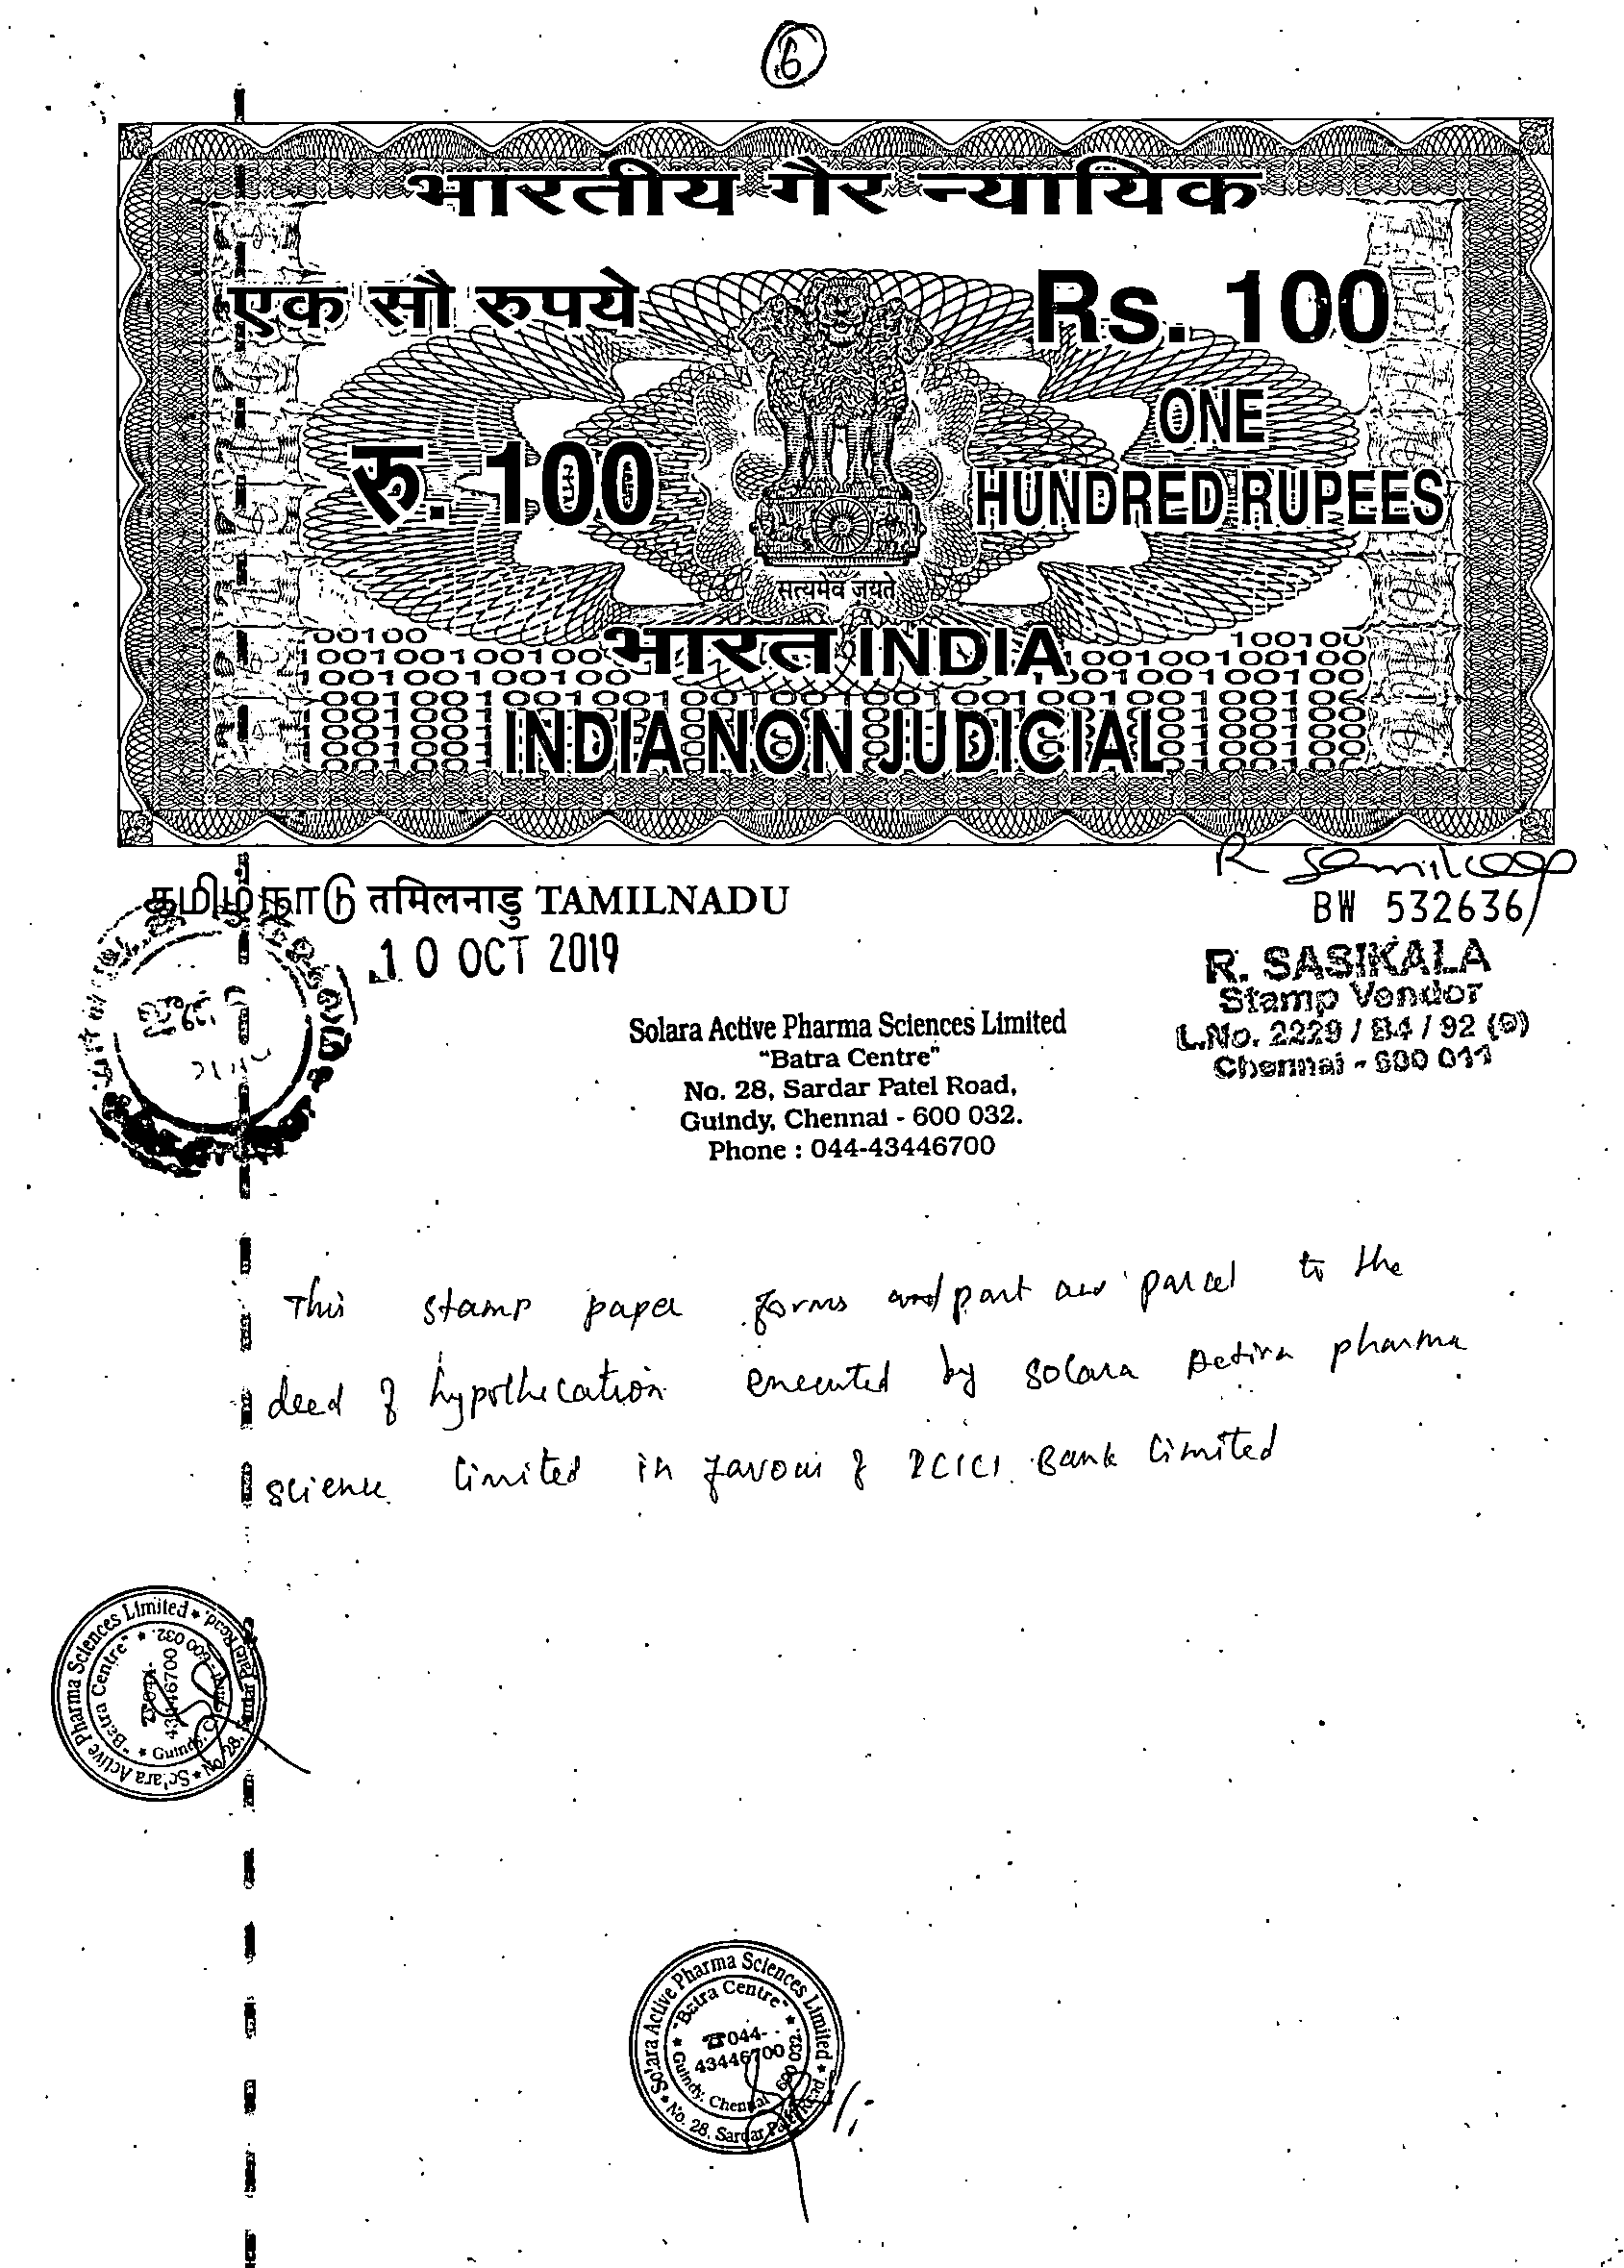 6
भारतीय गैर न्यायिक
एक सौ रुपये Rs. 100
ONE
रु. 100 HUNDRED RUPEES
सत्यमेव जयते
भारत INDIA
INDIA NON JUDICIAL
தமிழ்நாடு तमिलनाडु TAMILNADU
BW 532636
10 OCT 2019
R. SASIKALA
Stamp Vendor
L.No. 2229 / B4 / 92
Chennai - 600 011
Solara Active Pharma Sciences Limited
"Batra Centre"
No. 28, Sardar Patel Road,
Guindy, Chennai - 600 032.
Phone : 044-43446700
This stamp paper forms part and parcel to the
deed of hypothecation executed by Solara Active pharma
science limited in favour of ICICI Bank Limited
Solara Active Pharma Sciences Limited * No. 28, Sardar Patel Road,
"Batra Centre" * Guindy, Chennai - 600 032. *
☎044-
43446700
Solara Active Pharma Sciences Limited * No. 28, Sardar Patel Road,
"Batra Centre" * Guindy, Chennai 600 032. *
☎044-
43446700